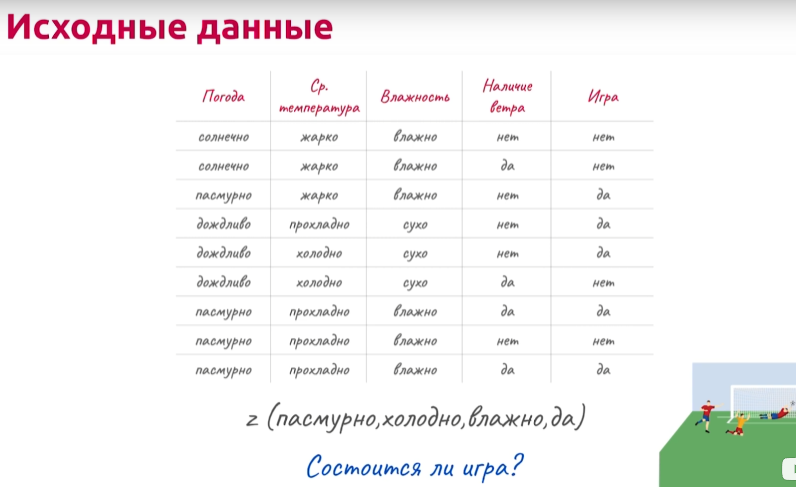 Исходные данные
Погода Ср. температура Влажность Наличие ветра Игра
солнечно жарко влажно нет нет
солнечно жарко влажно да нет
пасмурно жарко влажно нет да
дождливо прохладно сухо нет да
дождливо холодно сухо нет да
дождливо холодно сухо да нет
пасмурно прохладно влажно да да
пасмурно прохладно влажно нет нет
пасмурно прохладно влажно да да
z (пасмурно,холодно,влажно,да)
Состоится ли игра?